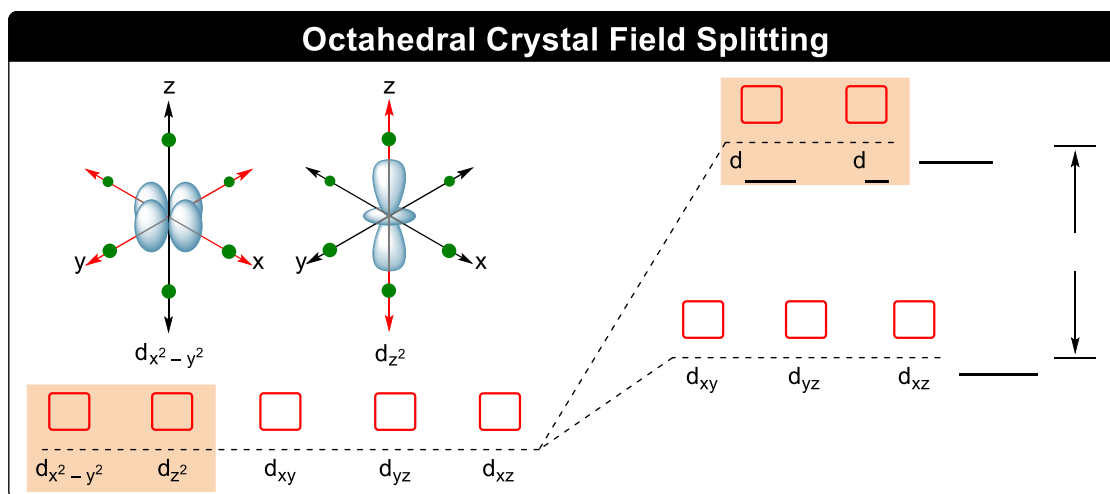 Octahedral Crystal Field Splitting
z z
y x y x
dx² – y² dz²
d d
dxy dyz dxz
dx² – y² dz² dxy dyz dxz